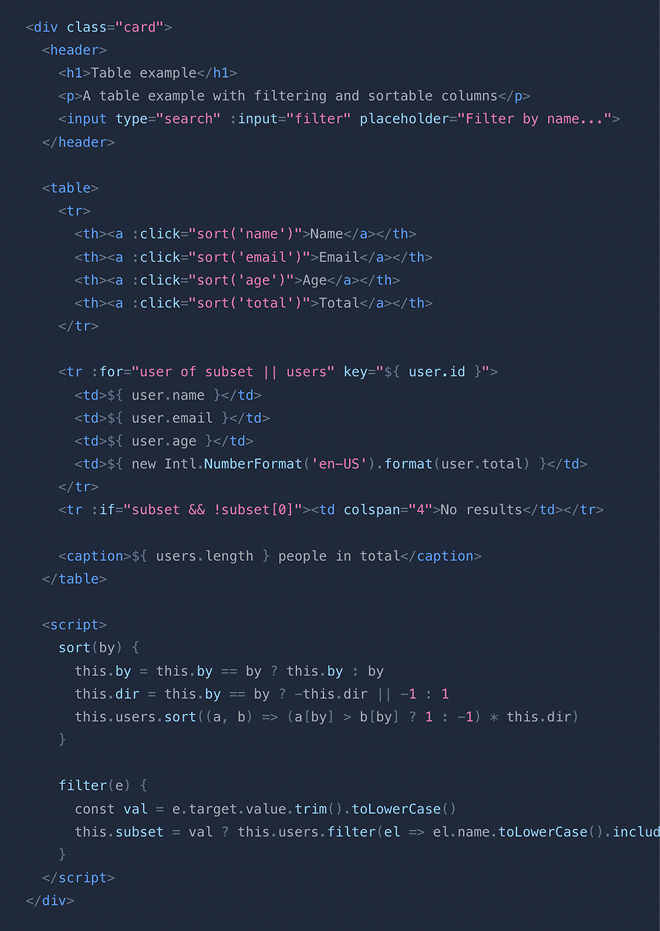 <div class="card">
  <header>
    <h1>Table example</h1>
    <p>A table example with filtering and sortable columns</p>
    <input type="search" :input="filter" placeholder="Filter by name...">
  </header>

  <table>
    <tr>
      <th><a :click="sort('name')">Name</a></th>
      <th><a :click="sort('email')">Email</a></th>
      <th><a :click="sort('age')">Age</a></th>
      <th><a :click="sort('total')">Total</a></th>
    </tr>

    <tr :for="user of subset || users" key="${ user.id }">
      <td>${ user.name }</td>
      <td>${ user.email }</td>
      <td>${ user.age }</td>
      <td>${ new Intl.NumberFormat('en-US').format(user.total) }</td>
    </tr>
    <tr :if="subset && !subset[0]"><td colspan="4">No results</td></tr>

    <caption>${ users.length } people in total</caption>
  </table>

  <script>
    sort(by) {
      this.by = this.by == by ? this.by : by
      this.dir = this.by == by ? -this.dir || -1 : 1
      this.users.sort((a, b) => (a[by] > b[by] ? 1 : -1) * this.dir)
    }

    filter(e) {
      const val = e.target.value.trim().toLowerCase()
      this.subset = val ? this.users.filter(el => el.name.toLowerCase().includ
    }
  </script>
</div>